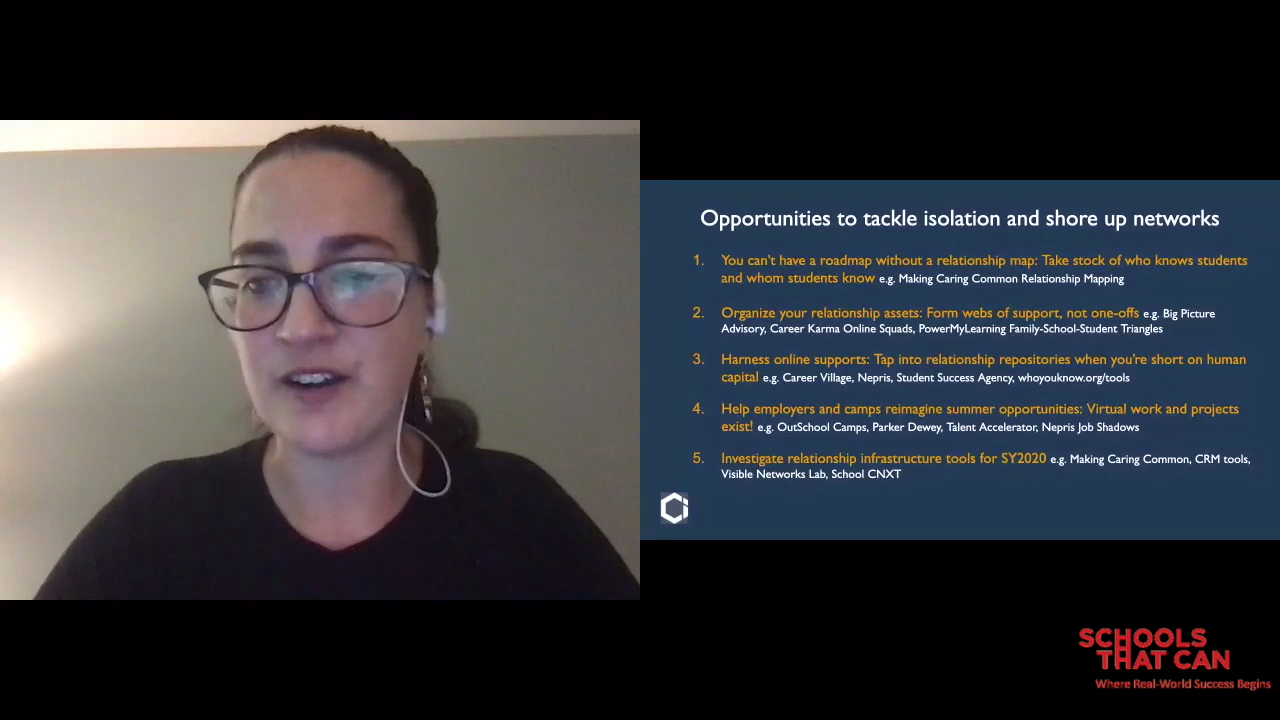 Opportunities to tackle isolation and shore up networks
1. You can't have a roadmap without a relationship map: Take stock of who knows students
and whom students know e.g. Making Caring Common Relationship Mapping
2. Organize your relationship assets: Form webs of support, not one-offs e.g. Big Picture
Advisory, Career Karma Online Squads, PowerMyLearning Family-School-Student Triangles
3. Harness online supports: Tap into relationship repositories when you're short on human
capital e.g. Career Village, Nepris, Student Success Agency, whoyouknow.org/tools
4. Help employers and camps reimagine summer opportunities: Virtual work and projects
exist! e.g. OutSchool Camps, Parker Dewey, Talent Accelerator, Nepris Job Shadows
5. Investigate relationship infrastructure tools for SY2020 e.g. Making Caring Common, CRM tools,
Visible Networks Lab, School CNXT
SCHOOLS
THAT CAN
Where Real-World Success Begins